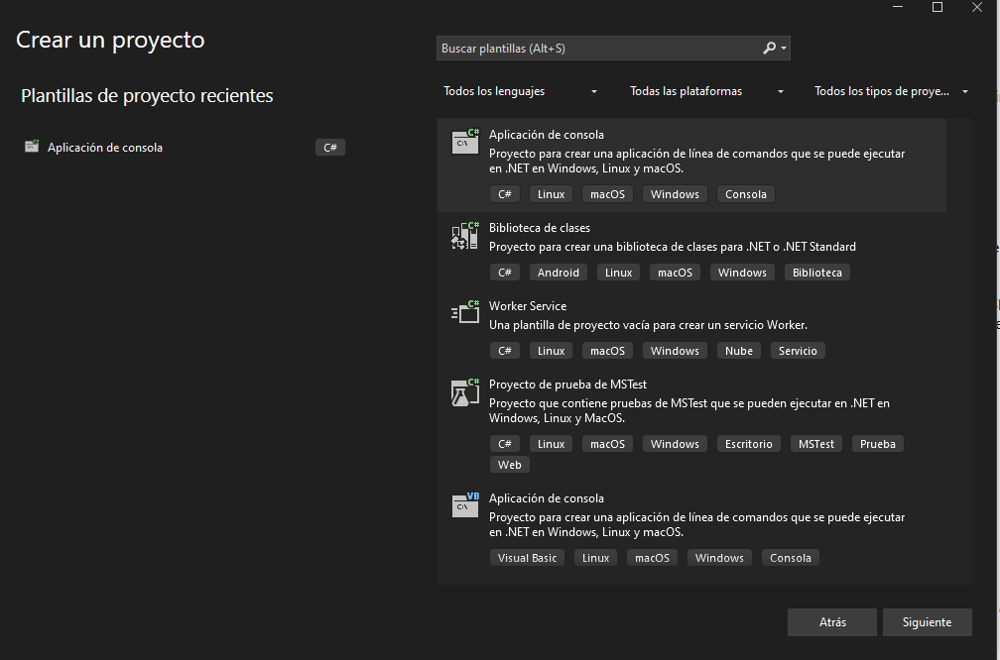 Crear un proyecto
Plantillas de proyecto recientes
Aplicación de consola C#
Buscar plantillas (Alt+S)
Todos los lenguajes Todas las plataformas Todos los tipos de proye...
Aplicación de consola
Proyecto para crear una aplicación de línea de comandos que se puede ejecutar
en .NET en Windows, Linux y macOS.
C# Linux macOS Windows Consola
Biblioteca de clases
Proyecto para crear una biblioteca de clases para .NET o .NET Standard
C# Android Linux macOS Windows Biblioteca
Worker Service
Una plantilla de proyecto vacía para crear un servicio Worker.
C# Linux macOS Windows Nube Servicio
Proyecto de prueba de MSTest
Proyecto que contiene pruebas de MSTest que se pueden ejecutar en .NET en
Windows, Linux y MacOS.
C# Linux macOS Windows Escritorio MSTest Prueba
Web
Aplicación de consola
Proyecto para crear una aplicación de línea de comandos que se puede ejecutar
en .NET en Windows, Linux y macOS.
Visual Basic Linux macOS Windows Consola
Atrás Siguiente